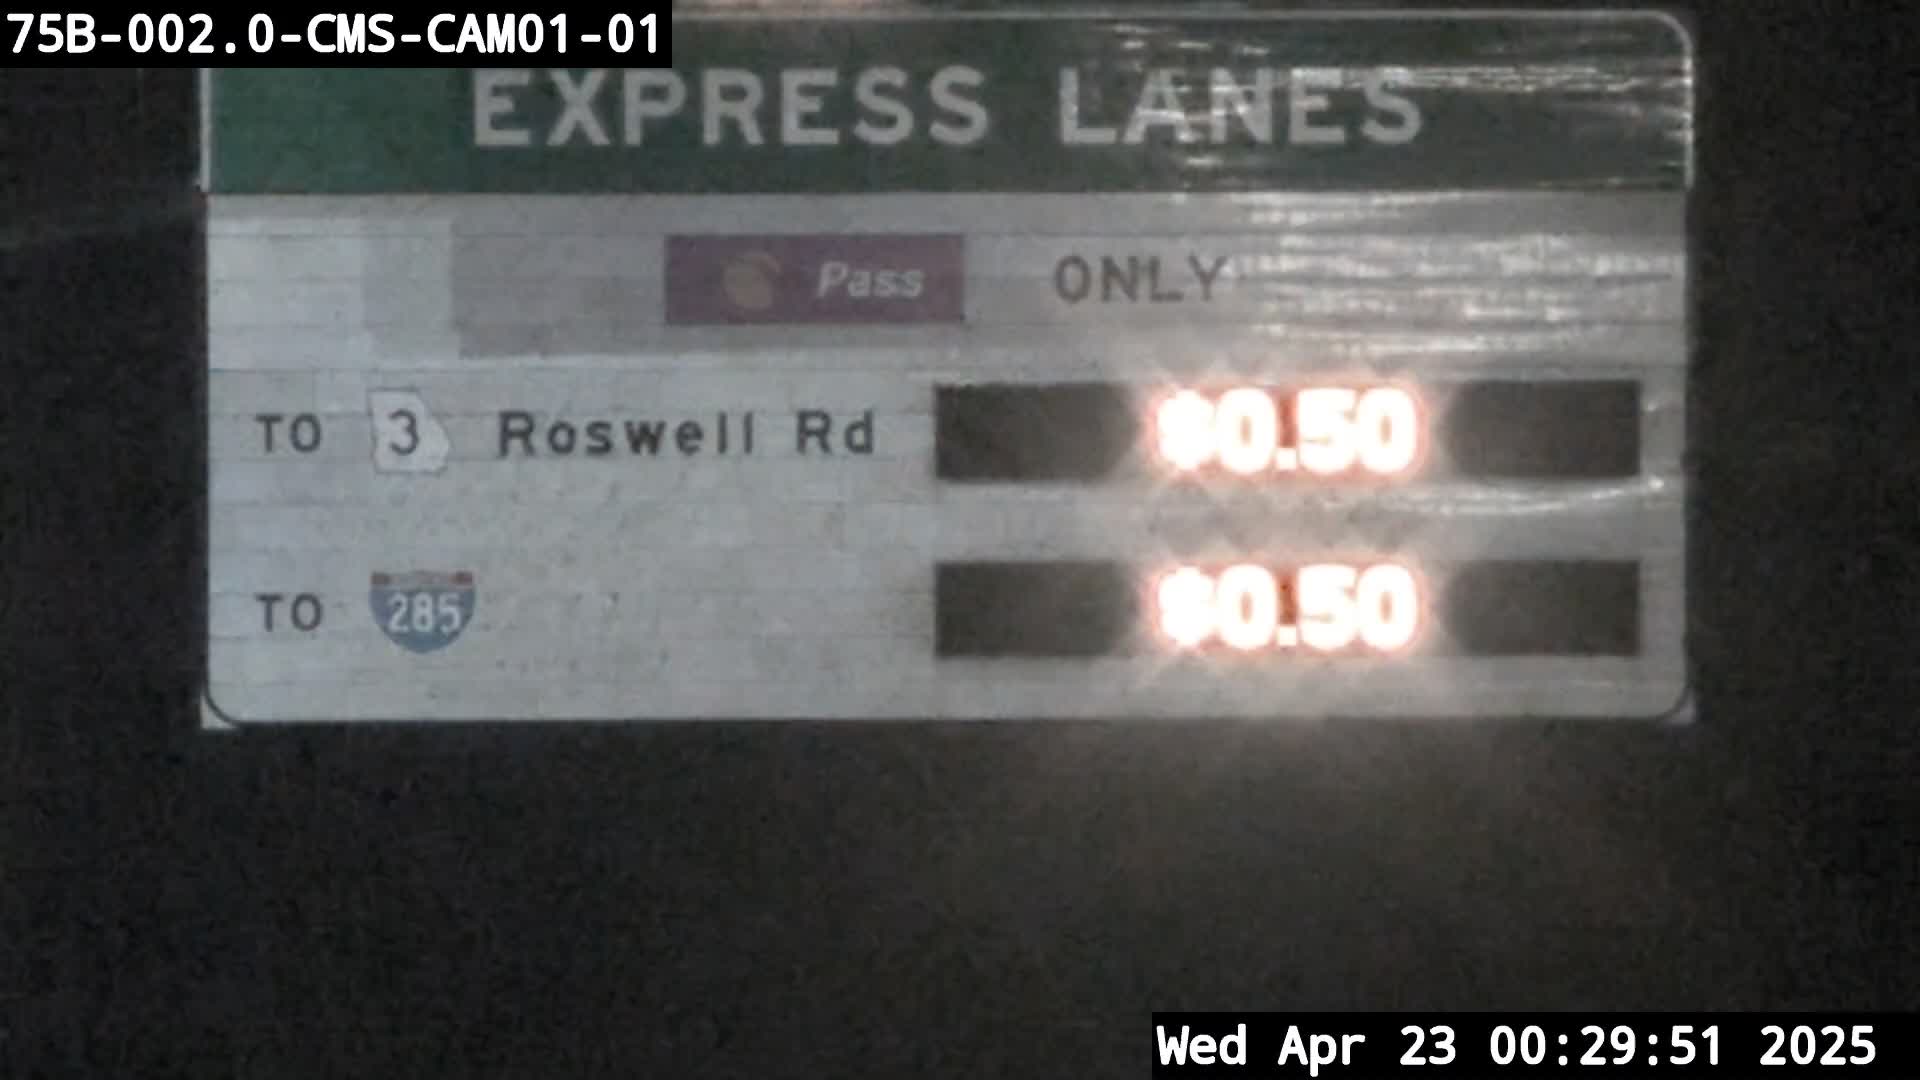 75B-002.0-CMS-CAM01-01
EXPRESS LANES
Pass ONLY
TO 3 Roswell Rd $0.50
TO 285 $0.50
Wed Apr 23 00:29:51 2025